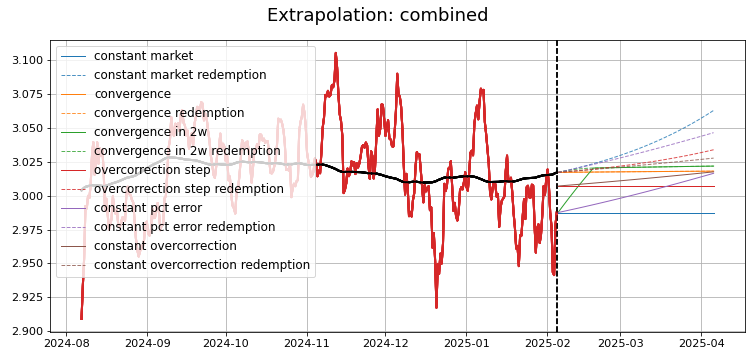 Extrapolation: combined
3.100
3.075
3.050
3.025
3.000
2.975
2.950
2.925
2.900
constant market
constant market redemption
convergence
convergence redemption
convergence in 2w
convergence in 2w redemption
overcorrection step
overcorrection step redemption
constant pct error
constant pct error redemption
constant overcorrection
constant overcorrection redemption
2024-08 2024-09 2024-10 2024-11 2024-12 2025-01 2025-02 2025-03 2025-04